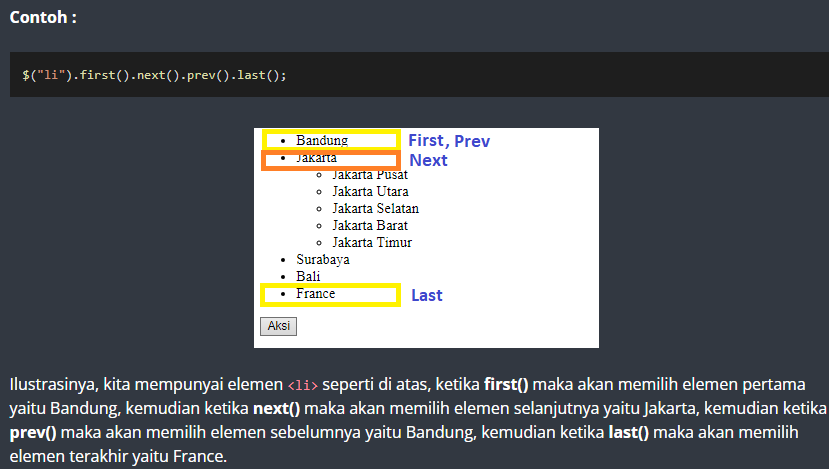 Contoh :
$("li").first().next().prev().last();
• Bandung First, Prev
• Jakarta Next
◦ Jakarta Pusat
◦ Jakarta Utara
◦ Jakarta Selatan
◦ Jakarta Barat
◦ Jakarta Timur
• Surabaya
• Bali
• France Last
Aksi
Ilustrasinya, kita mempunyai elemen <li> seperti di atas, ketika first() maka akan memilih elemen pertama
yaitu Bandung, kemudian ketika next() maka akan memilih elemen selanjutnya yaitu Jakarta, kemudian ketika
prev() maka akan memilih elemen sebelumnya yaitu Bandung, kemudian ketika last() maka akan memilih
elemen terakhir yaitu France.